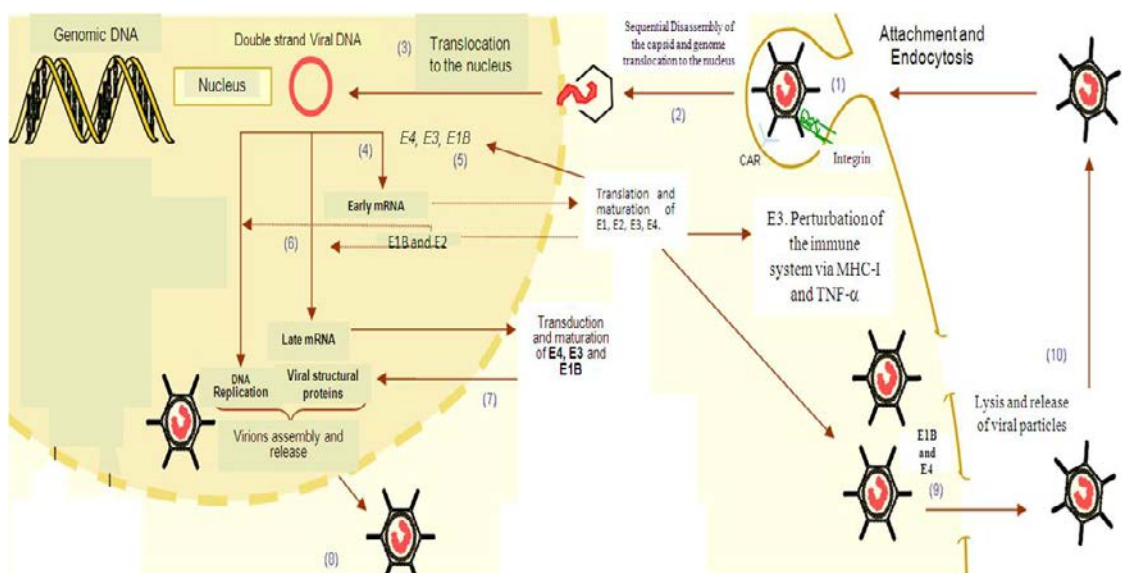 Genomic DNA
Double strand Viral DNA
(3)
Translocation
to the nucleus
Sequential Disassembly of
the capsid and genome
translocation to the nucleus
Attachment and
Endocytosis
Nucleus
(1)
(2)
CAR
Integrin
(4)
E4, E3, E1B
(5)
Early mRNA
Translation and
maturation of
E1, E2, E3, E4.
E3. Perturbation of
the immune
system via MHC-I
and TNF-α
(6)
E1B and E2
Late mRNA
Transduction
and maturation
of E4, E3 and
E1B
(10)
DNA
Replication
Viral structural
proteins
(7)
Lysis and release
of viral particles
Virions assembly and
release
E1B
and
E4
(9)
(8)